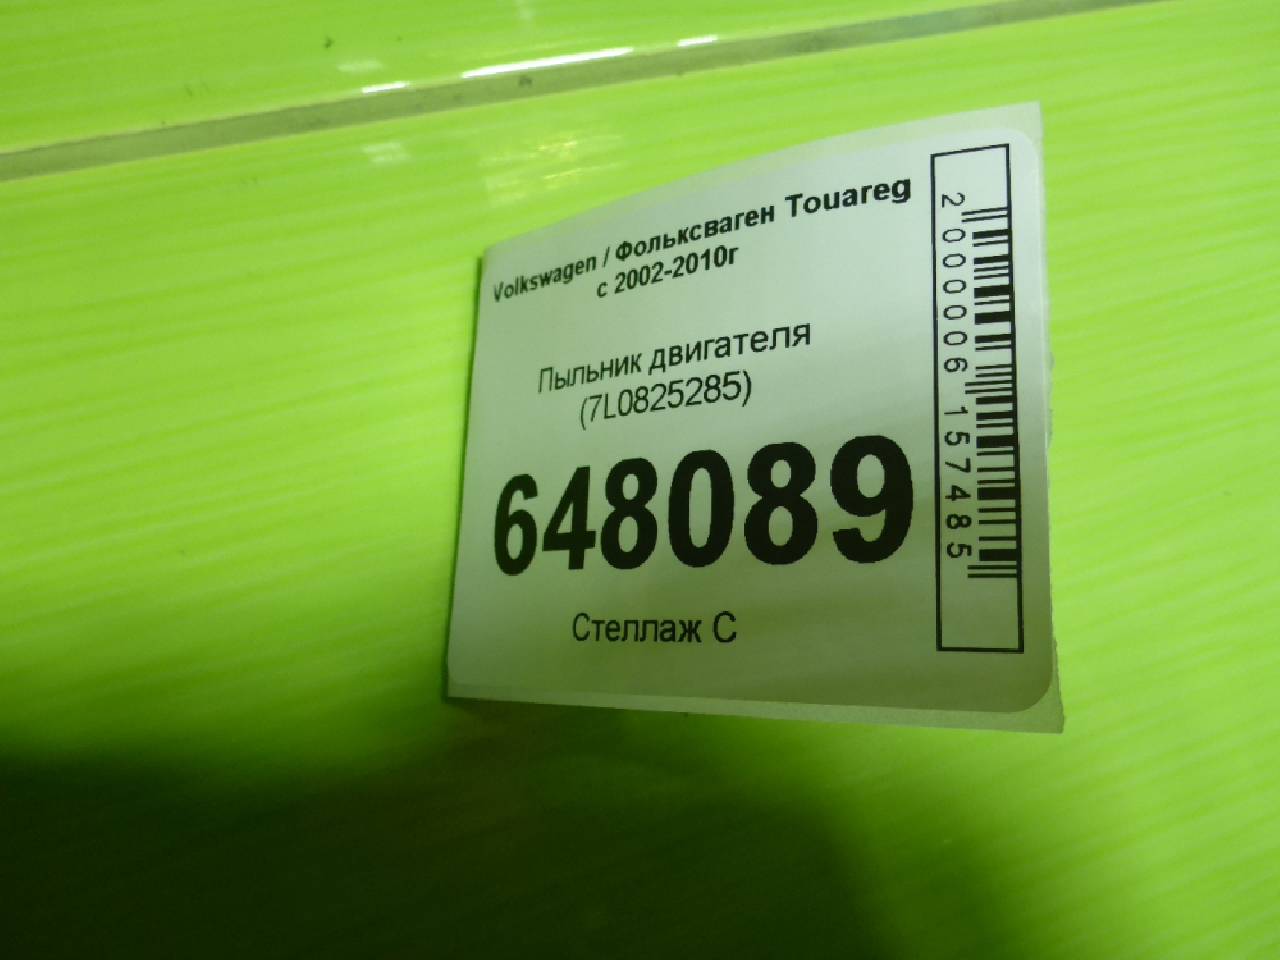 Volkswagen / Фольксваген Touareg
с 2002-2010г
Пыльник двигателя
(7L0825285)
648089
Стеллаж С
2000006157485